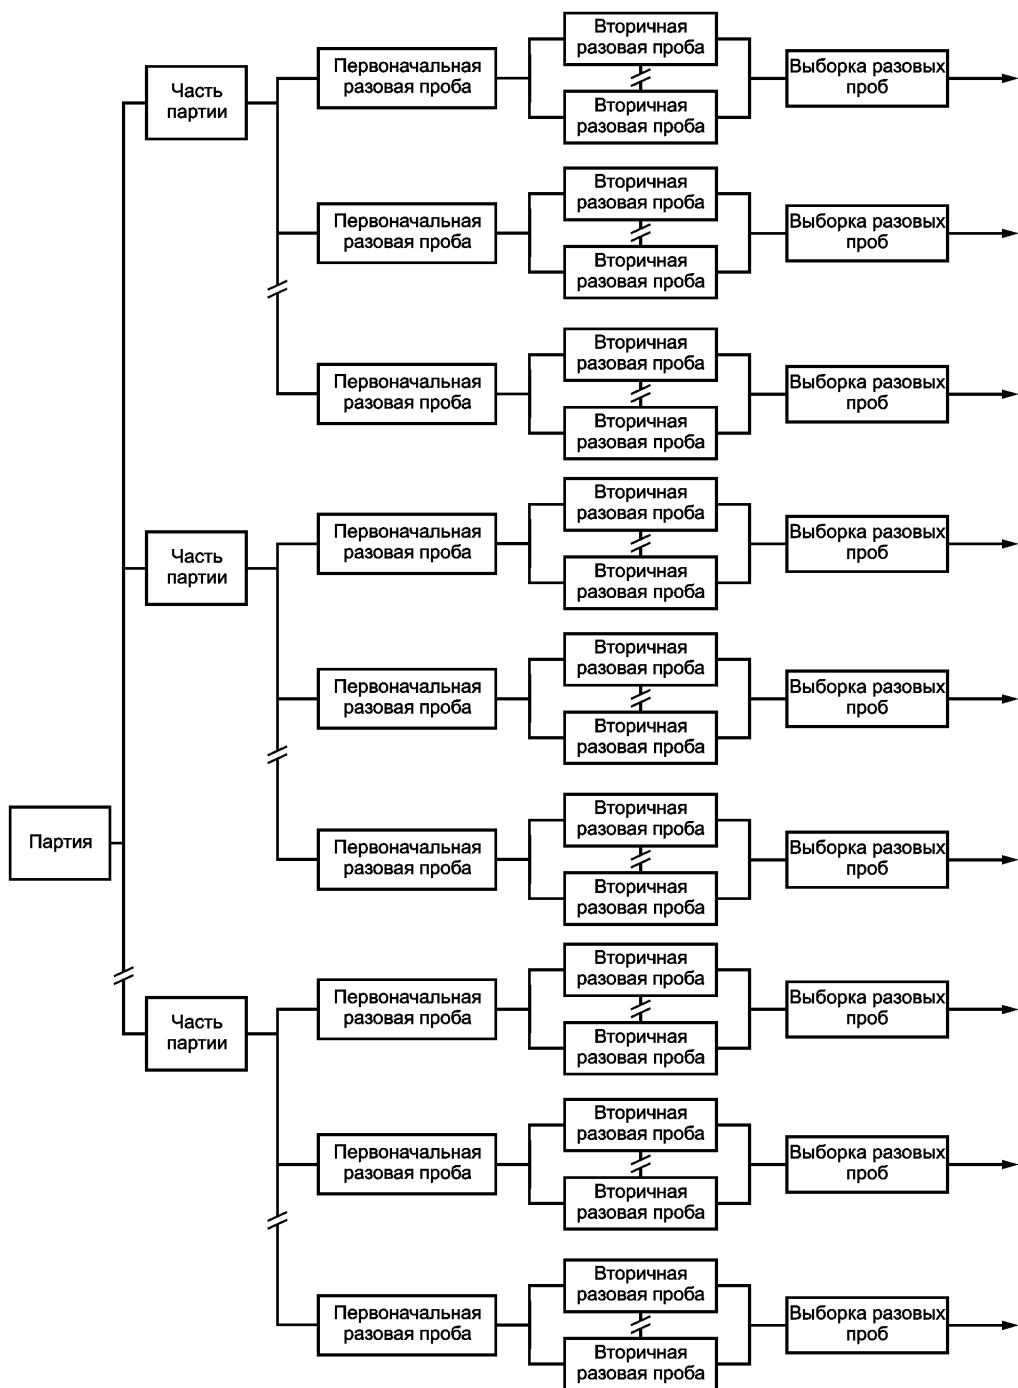 Вторичная
разовая проба
Первоначальная
разовая проба
Выборка разовых
проб
Часть
партии
Вторичная
разовая проба
Вторичная
разовая проба
Первоначальная
разовая проба
Выборка разовых
проб
Вторичная
разовая проба
Вторичная
разовая проба
Первоначальная
разовая проба
Выборка разовых
проб
Вторичная
разовая проба
Вторичная
разовая проба
Первоначальная
разовая проба
Выборка разовых
проб
Часть
партии
Вторичная
разовая проба
Вторичная
разовая проба
Первоначальная
разовая проба
Выборка разовых
проб
Вторичная
разовая проба
Партия
Вторичная
разовая проба
Первоначальная
разовая проба
Выборка разовых
проб
Вторичная
разовая проба
Вторичная
разовая проба
Первоначальная
разовая проба
Выборка разовых
проб
Часть
партии
Вторичная
разовая проба
Вторичная
разовая проба
Первоначальная
разовая проба
Выборка разовых
проб
Вторичная
разовая проба
Вторичная
разовая проба
Первоначальная
разовая проба
Выборка разовых
проб
Вторичная
разовая проба